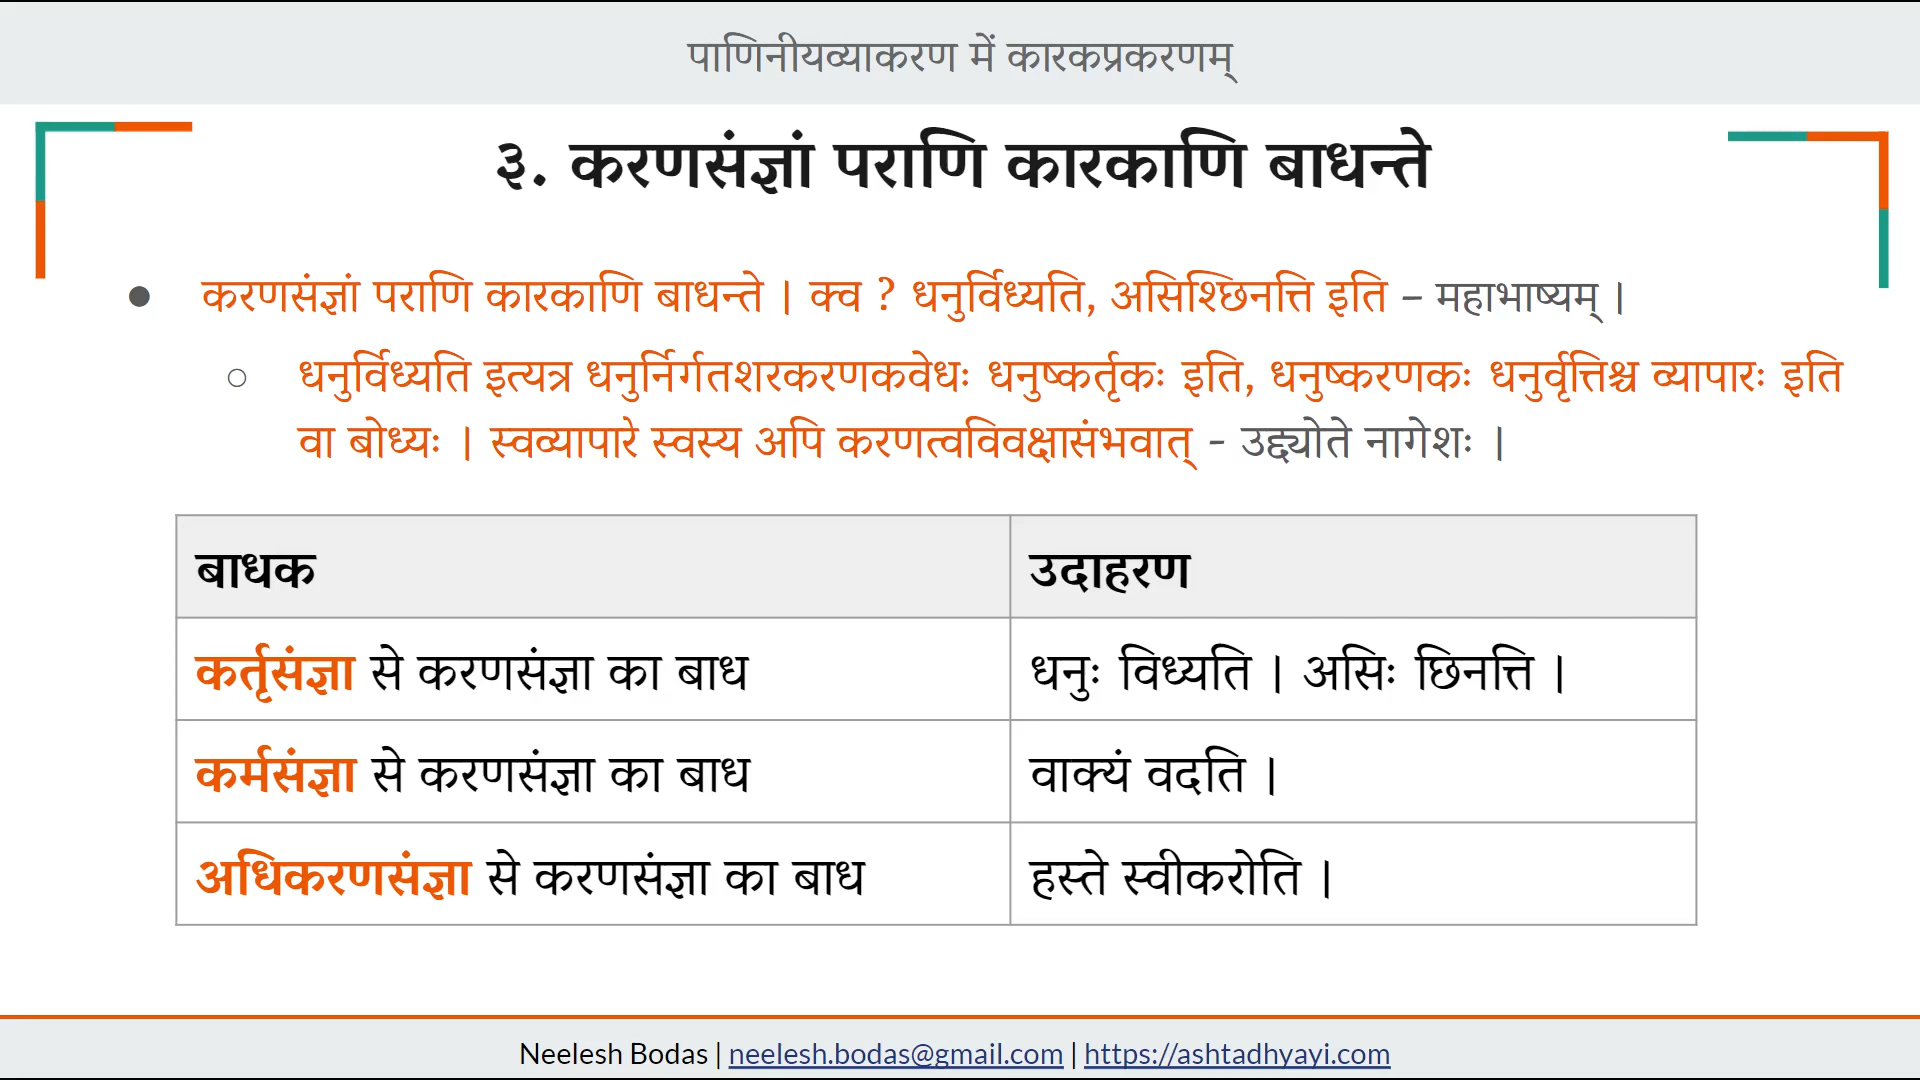 पाणिनीयव्याकरण में कारकप्रकरणम्
३. करणसंज्ञां पराणि कारकाणि बाधन्ते
● करणसंज्ञां पराणि कारकाणि बाधन्ते । क्व ? धनुर्विध्यति, असिश्छिनत्ति इति – महाभाष्यम् ।
○ धनुर्विध्यति इत्यत्र धनुर्निर्गतशरकरणकवेधः धनुष्कर्तृकः इति, धनुष्करणकः धनुर्वृत्तिश्च व्यापारः इति
वा बोध्यः । स्वव्यापारे स्वस्य अपि करणत्वविवक्षासंभवात् - उद्द्योते नागेशः ।
बाधक उदाहरण
कर्तृसंज्ञा से करणसंज्ञा का बाध धनुः विध्यति । असिः छिनत्ति ।
कर्मसंज्ञा से करणसंज्ञा का बाध वाक्यं वदति ।
अधिकरणसंज्ञा से करणसंज्ञा का बाध हस्ते स्वीकरोति ।
Neelesh Bodas | neelesh.bodas@gmail.com | https://ashtadhyayi.com